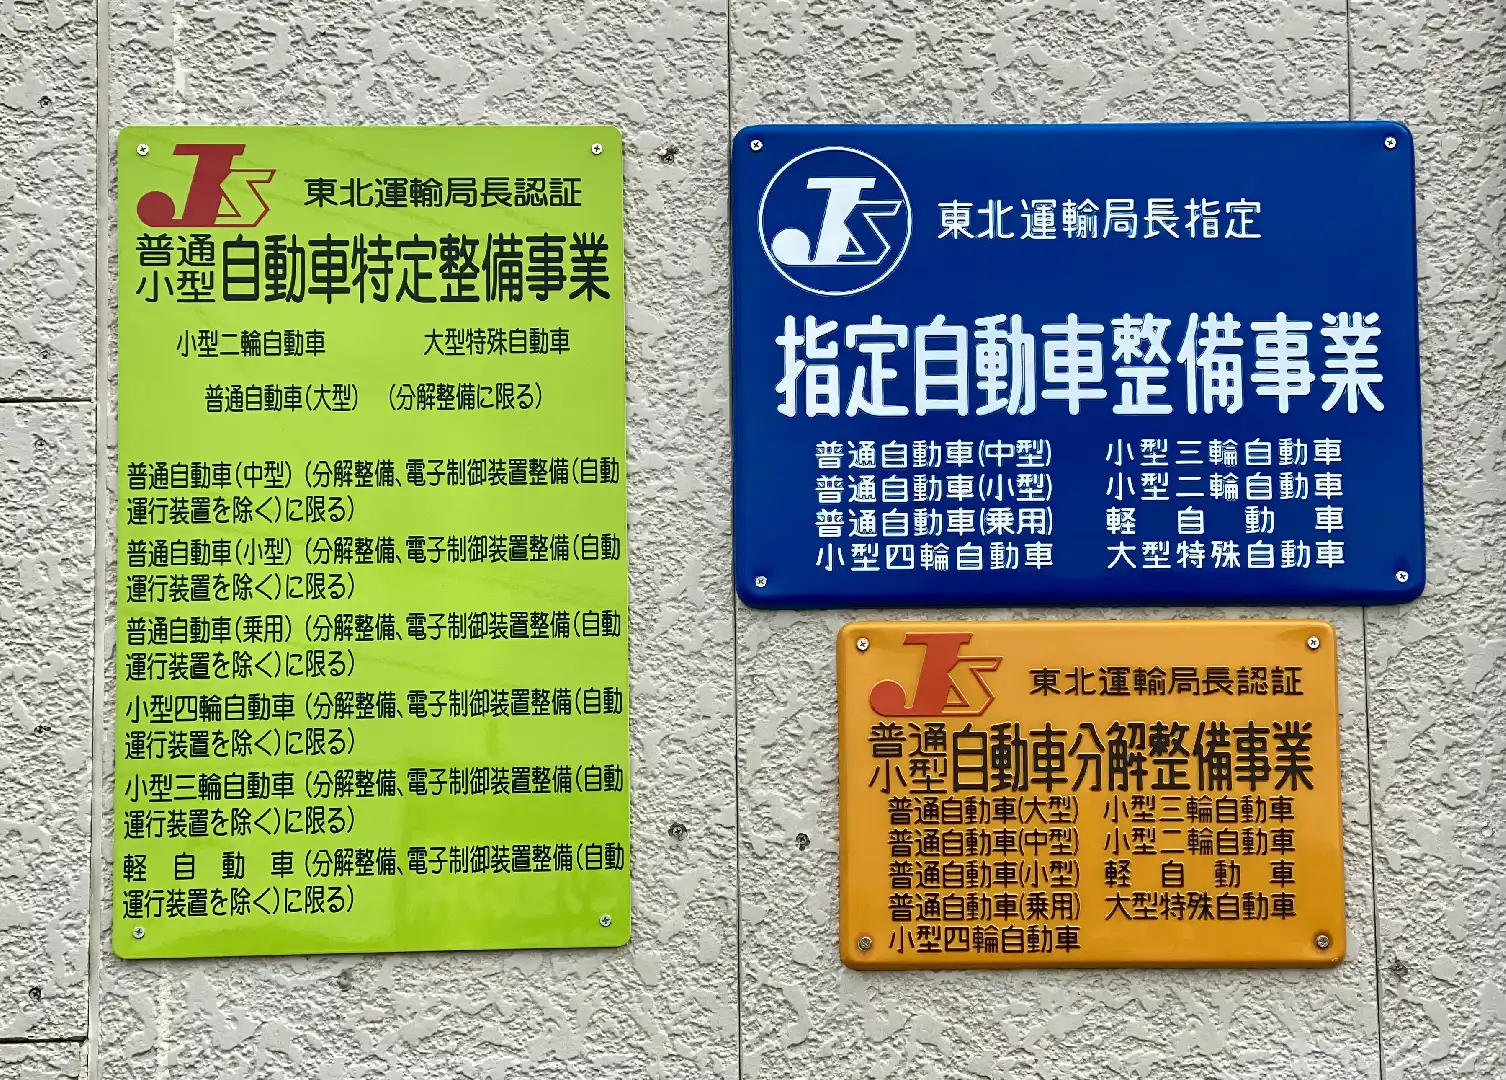 JS
東北運輸局長認証
普通
小型
自動車特定整備事業
小型二輪自動車 大型特殊自動車
普通自動車(大型) (分解整備に限る)
普通自動車(中型)(分解整備、電子制御装置整備(自動
運行装置を除く)に限る)
普通自動車(小型)(分解整備、電子制御装置整備(自動
運行装置を除く)に限る)
普通自動車(乗用)(分解整備、電子制御装置整備(自動
運行装置を除く)に限る)
小型四輪自動車(分解整備、電子制御装置整備(自動
運行装置を除く)に限る)
小型三輪自動車(分解整備、電子制御装置整備(自動
運行装置を除く)に限る)
軽自動車(分解整備、電子制御装置整備(自動
運行装置を除く)に限る)
JS
東北運輸局長指定
指定自動車整備事業
普通自動車(中型) 小型三輪自動車
普通自動車(小型) 小型二輪自動車
普通自動車(乗用) 軽自動車
小型四輪自動車 大型特殊自動車
JS
東北運輸局長認証
普通
小型
自動車分解整備事業
普通自動車(大型) 小型三輪自動車
普通自動車(中型) 小型二輪自動車
普通自動車(小型) 軽自動車
普通自動車(乗用) 大型特殊自動車
小型四輪自動車